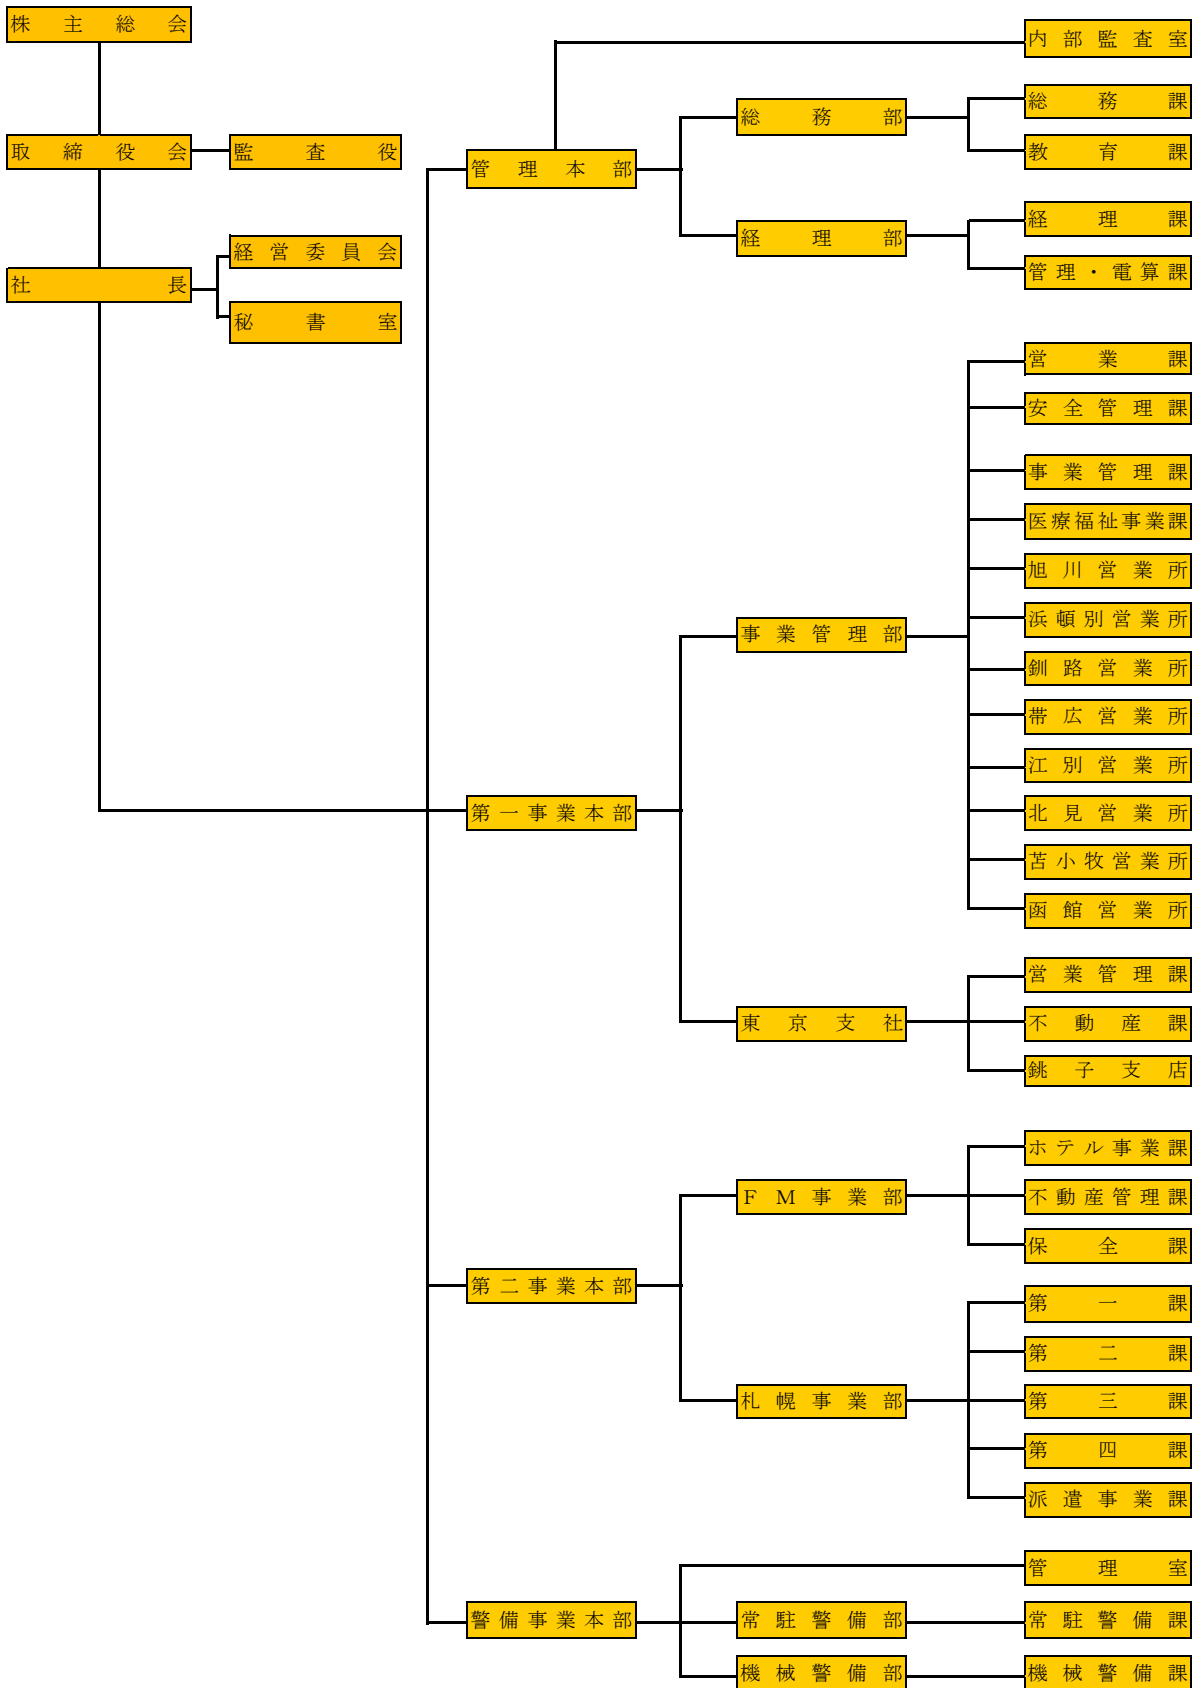 株主総会
取締役会
監査役
社長
経営委員会
秘書室
管理本部
内部監査室
総務部
総務課
教育課
経理部
経理課
管理・電算課
第一事業本部
事業管理部
営業課
安全管理課
事業管理課
医療福祉事業課
旭川営業所
浜頓別営業所
釧路営業所
帯広営業所
江別営業所
北見営業所
苫小牧営業所
函館営業所
東京支社
営業管理課
不動産課
銚子支店
第二事業本部
ＦＭ事業部
ホテル事業課
不動産管理課
保全課
札幌事業部
第一課
第二課
第三課
第四課
派遣事業課
警備事業本部
管理室
常駐警備部
常駐警備課
機械警備部
機械警備課